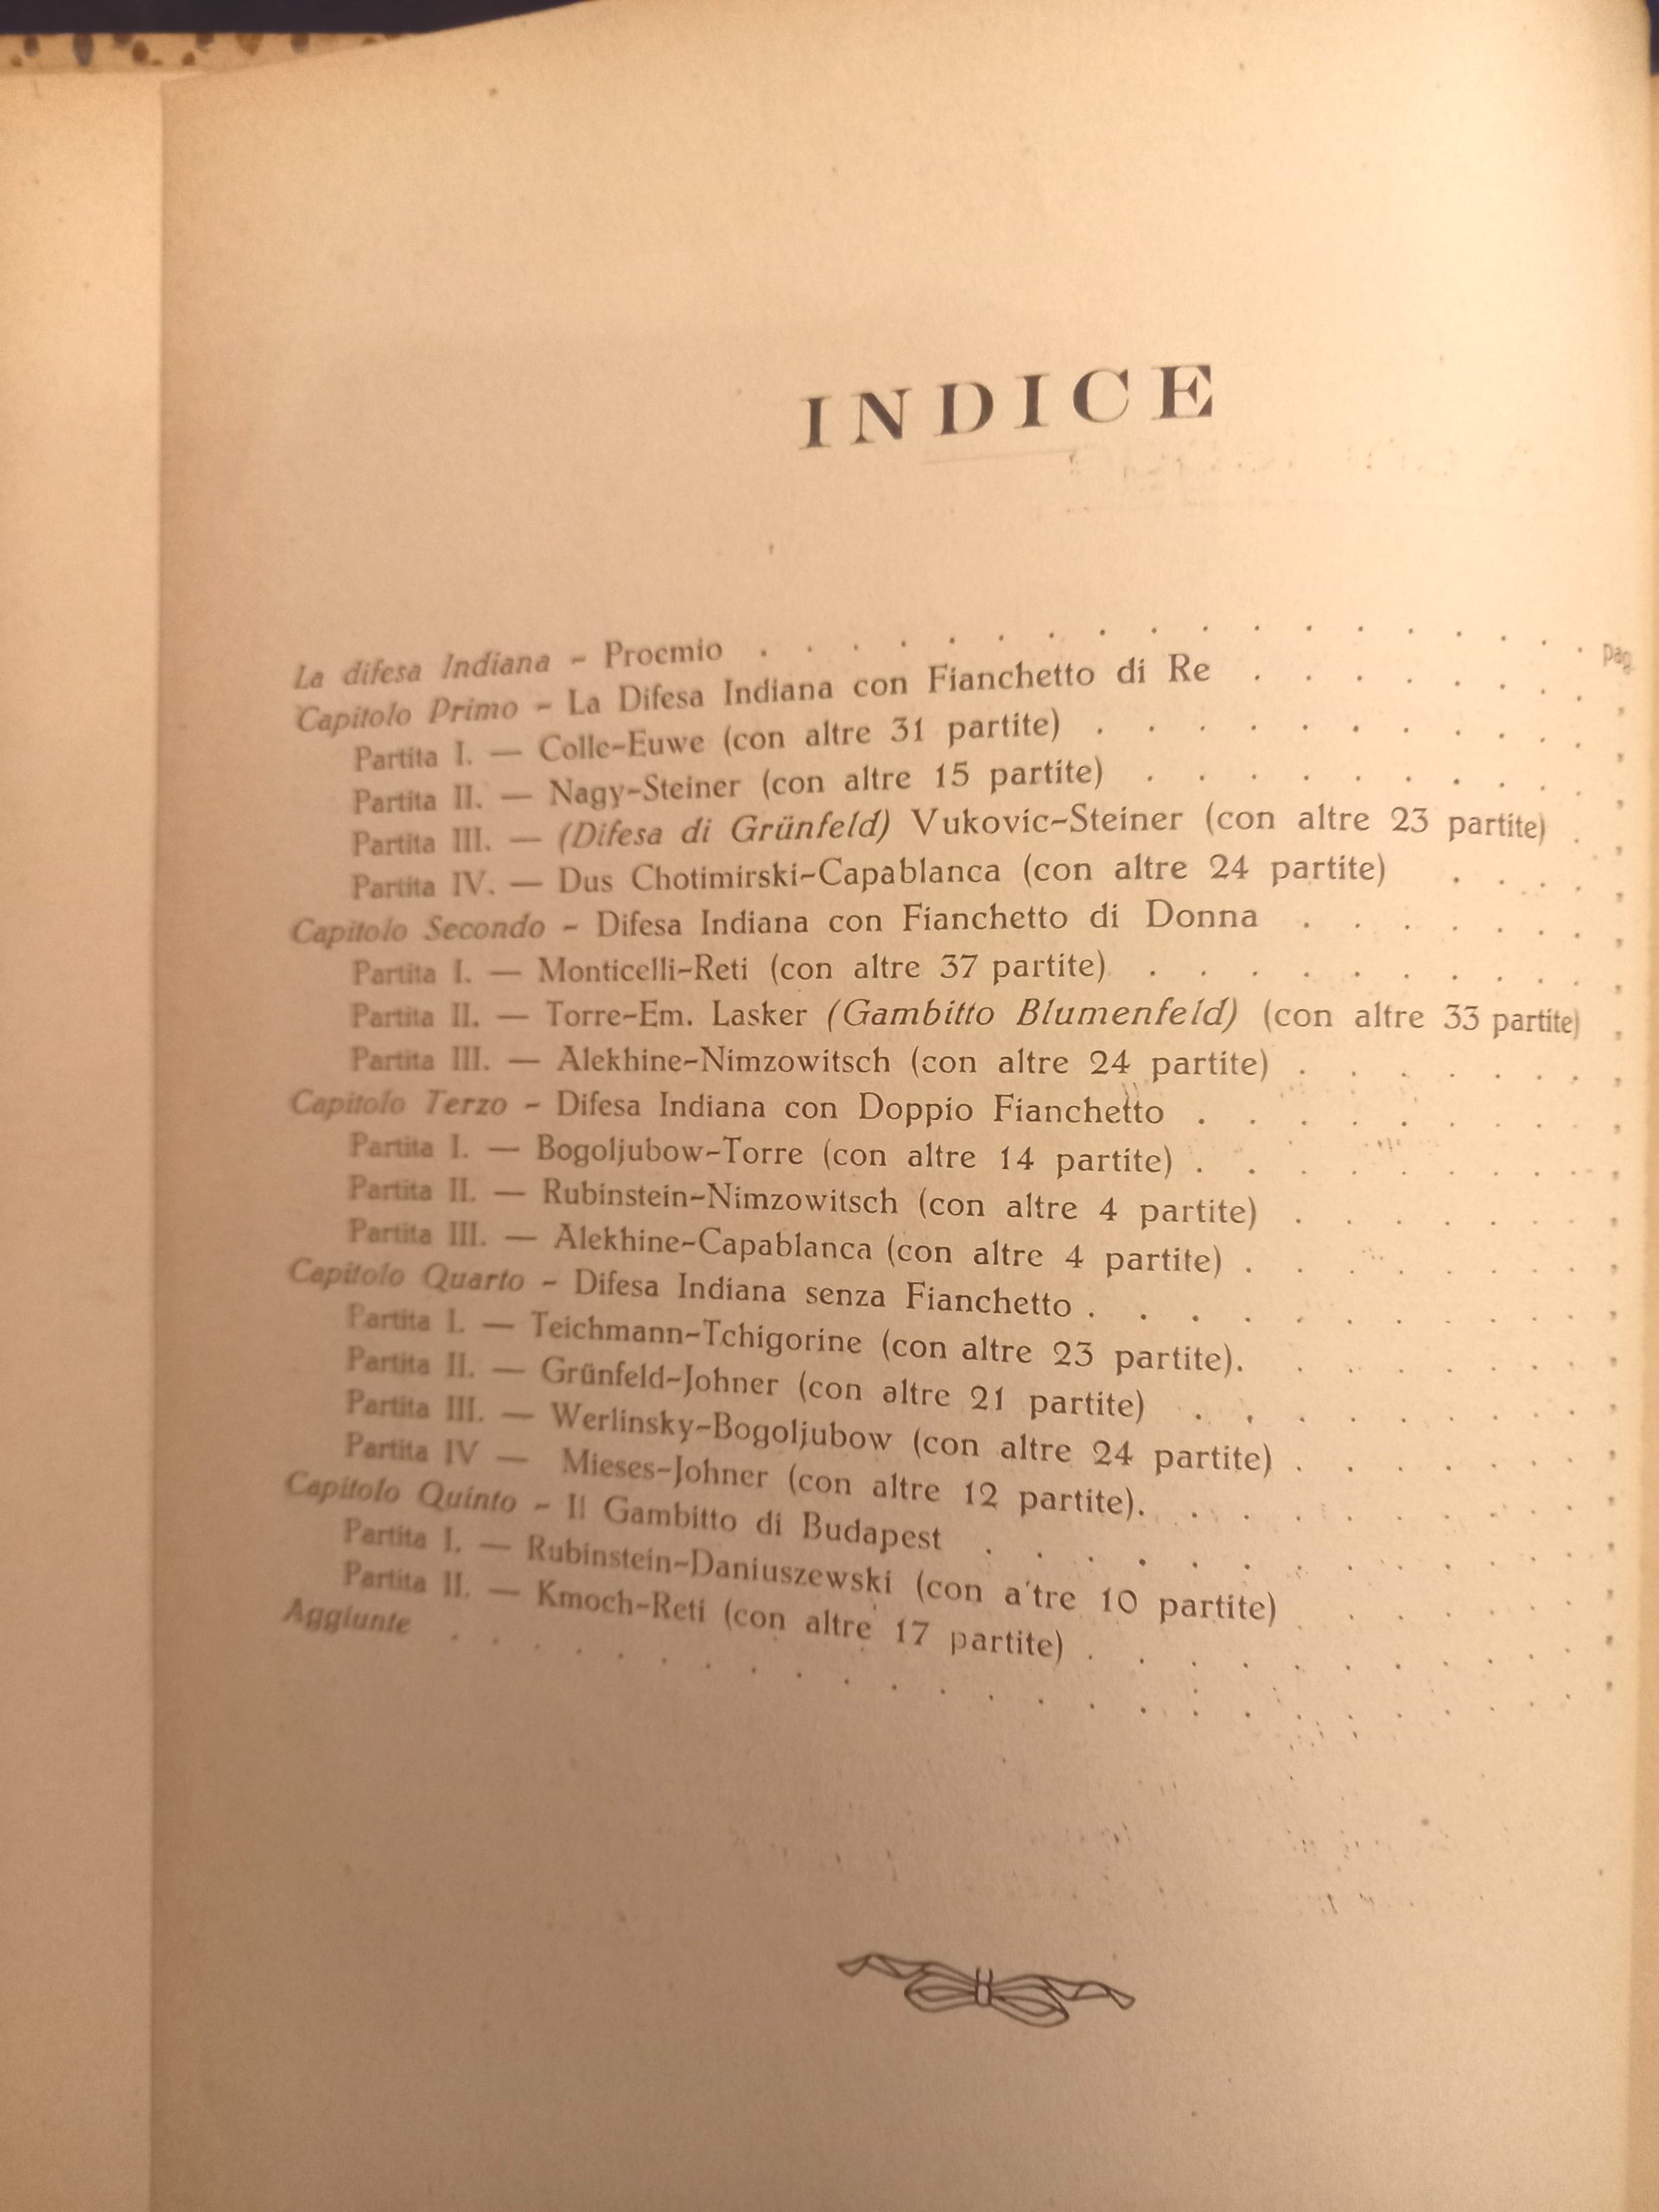 INDICE
La difesa Indiana - Proemio . . . . . . . . . . . . . . . . . pag.
Capitolo Primo - La Difesa Indiana con Fianchetto di Re . . . . . . . ,
Partita I. — Colle-Euwe (con altre 31 partite) . . . . . . . . . . ,
Partita II. — Nagy-Steiner (con altre 15 partite) . . . . . . . . . ,
Partita III. — (Difesa di Grünfeld) Vukovic-Steiner (con altre 23 partite) . ,
Partita IV. — Dus Chotimirski-Capablanca (con altre 24 partite) . . . . ,
Capitolo Secondo - Difesa Indiana con Fianchetto di Donna . . . . . . ,
Partita I. — Monticelli-Reti (con altre 37 partite) . . . . . . . . . ,
Partita II. — Torre-Em. Lasker (Gambitto Blumenfeld) (con altre 33 partite) ,
Partita III. — Alekhine-Nimzowitsch (con altre 24 partite) . . . . . . ,
Capitolo Terzo - Difesa Indiana con Doppio Fianchetto . . . . . . . . ,
Partita I. — Bogoljubow-Torre (con altre 14 partite) . . . . . . . . ,
Partita II. — Rubinstein-Nimzowitsch (con altre 4 partite) . . . . . . ,
Partita III. — Alekhine-Capablanca (con altre 4 partite) . . . . . . . ,
Capitolo Quarto - Difesa Indiana senza Fianchetto . . . . . . . . . . ,
Partita I. — Teichmann-Tchigorine (con altre 23 partite). . . . . . . ,
Partita II. — Grünfeld-Johner (con altre 21 partite) . . . . . . . . ,
Partita III. — Werlinsky-Bogoljubow (con altre 24 partite) . . . . . . ,
Partita IV — Mieses-Johner (con altre 12 partite). . . . . . . . . ,
Capitolo Quinto - Il Gambitto di Budapest . . . . . . . . . . . . ,
Partita I. — Rubinstein-Daniuszewski (con a'tre 10 partite) . . . . . . ,
Partita II. — Kmoch-Reti (con altre 17 partite) . . . . . . . . . . ,
Aggiunte . . . . . . . . . . . . . . . . . . . . . . . ,